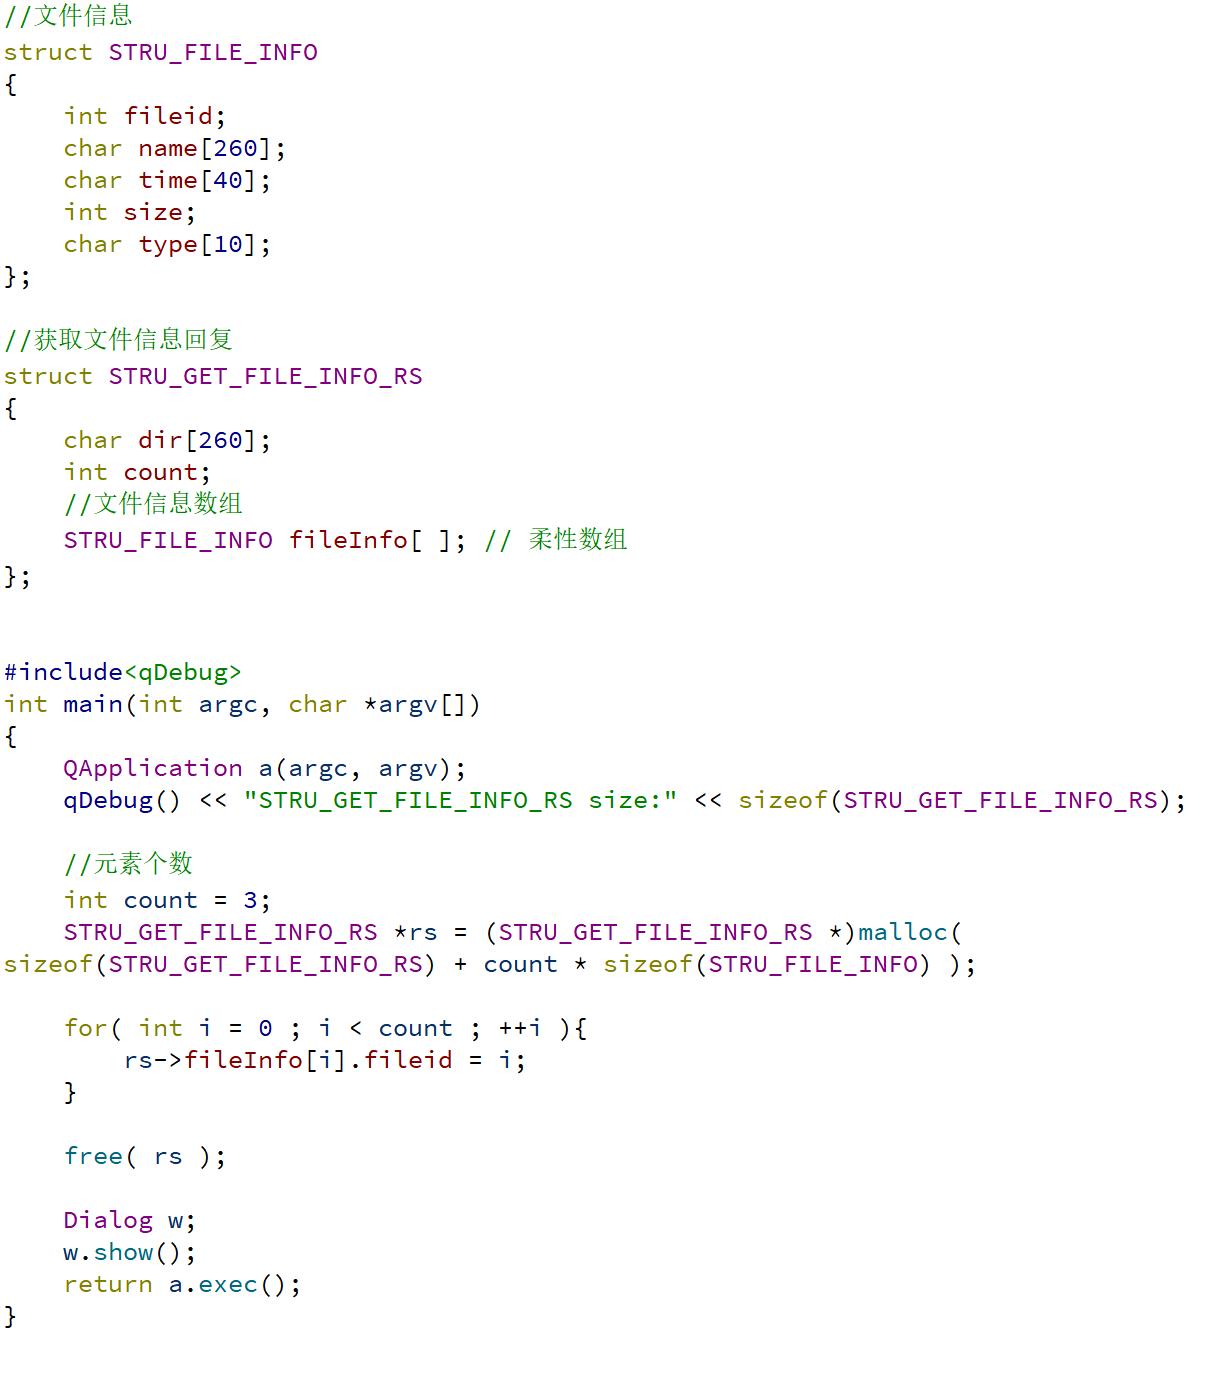 //文件信息
struct STRU_FILE_INFO
{
    int fileid;
    char name[260];
    char time[40];
    int size;
    char type[10];
};

//获取文件信息回复
struct STRU_GET_FILE_INFO_RS
{
    char dir[260];
    int count;
    //文件信息数组
    STRU_FILE_INFO fileInfo[ ]; // 柔性数组
};


#include<qDebug>
int main(int argc, char *argv[])
{
    QApplication a(argc, argv);
    qDebug() << "STRU_GET_FILE_INFO_RS size:" << sizeof(STRU_GET_FILE_INFO_RS);

    //元素个数
    int count = 3;
    STRU_GET_FILE_INFO_RS *rs = (STRU_GET_FILE_INFO_RS *)malloc(
sizeof(STRU_GET_FILE_INFO_RS) + count * sizeof(STRU_FILE_INFO) );

    for( int i = 0 ; i < count ; ++i ){
        rs->fileInfo[i].fileid = i;
    }

    free( rs );

    Dialog w;
    w.show();
    return a.exec();
}